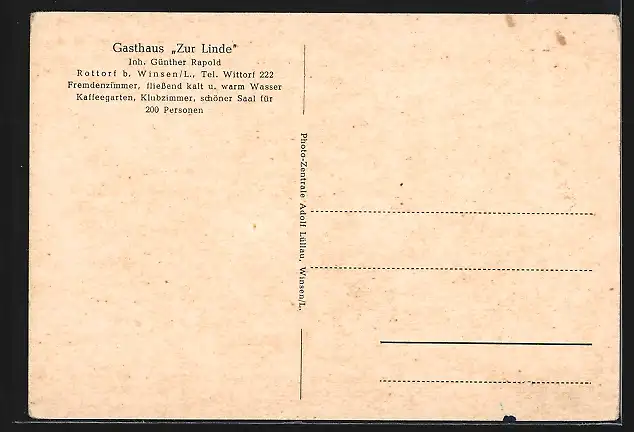 Gasthaus „Zur Linde"
Inh. Günther Rapold
Rottorf b. Winsen/L., Tel. Wittorf 222
Fremdenzimmer, fließend kalt u. warm Wasser
Kaffeegarten, Klubzimmer, schöner Saal für
200 Personen
Photo-Zentrale Adolf Lüllau, Winsen/L.